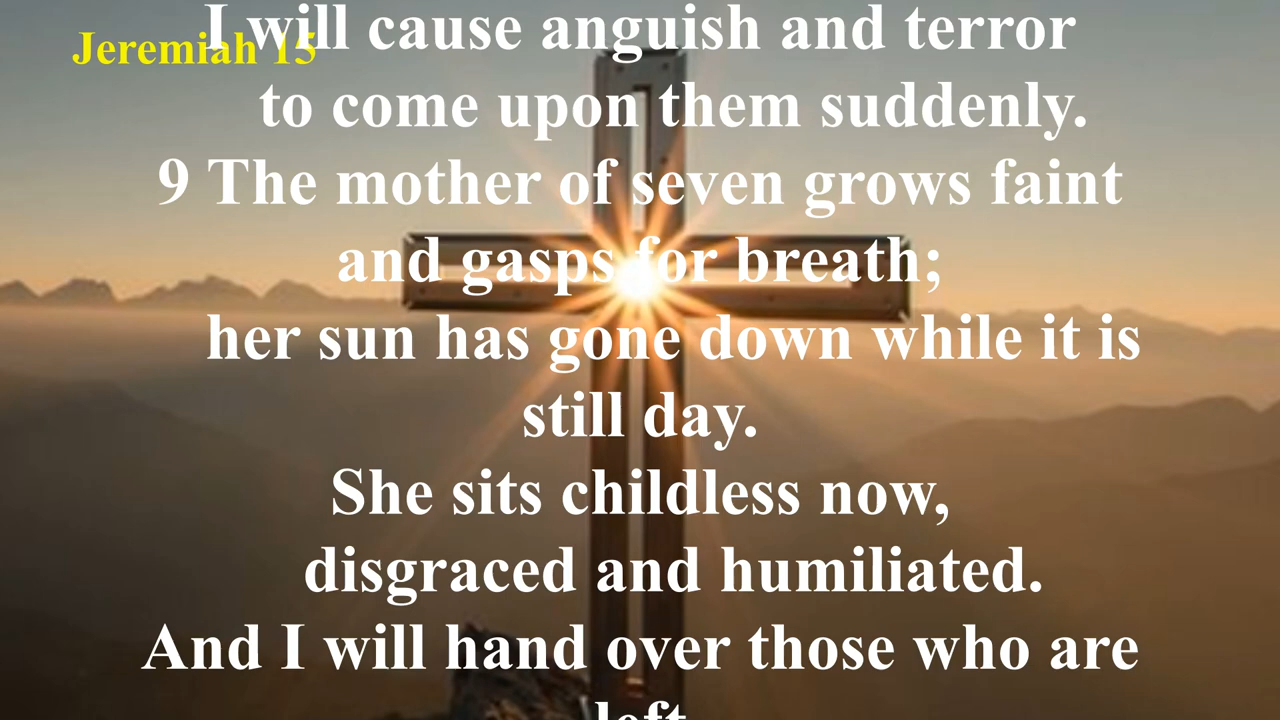 Jeremiah 15
I will cause anguish and terror
to come upon them suddenly.
9 The mother of seven grows faint
and gasps for breath;
her sun has gone down while it is
still day.
She sits childless now,
disgraced and humiliated.
And I will hand over those who are
left